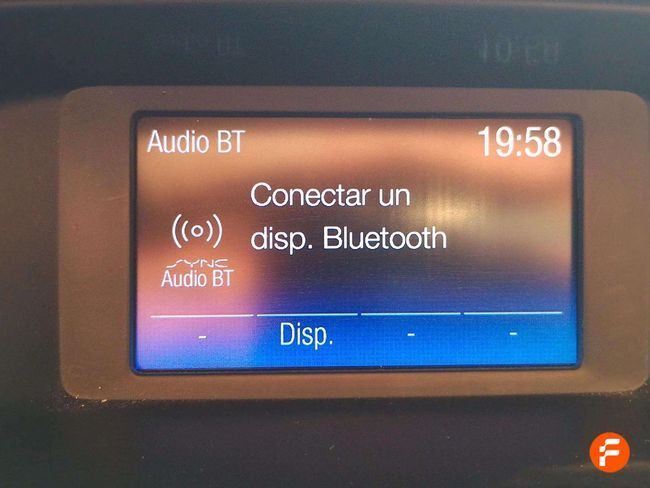 Audio BT 19:58
Conectar un
disp. Bluetooth
SYNC
Audio BT
- Disp. - -